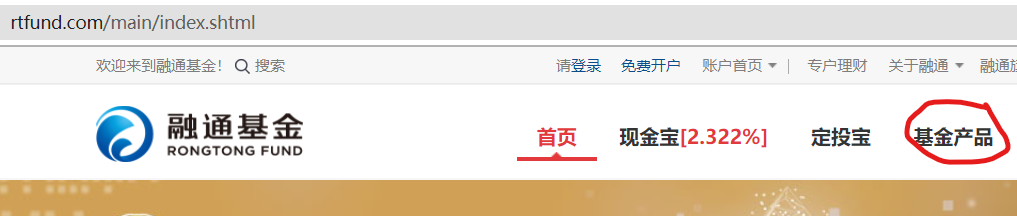 rtfund.com/main/index.shtml
欢迎来到融通基金! 搜索 请登录 免费开户 账户首页 专户理财 关于融通
融通基金
RONGTONG FUND
首页 现金宝[2.322%] 定投宝 基金产品